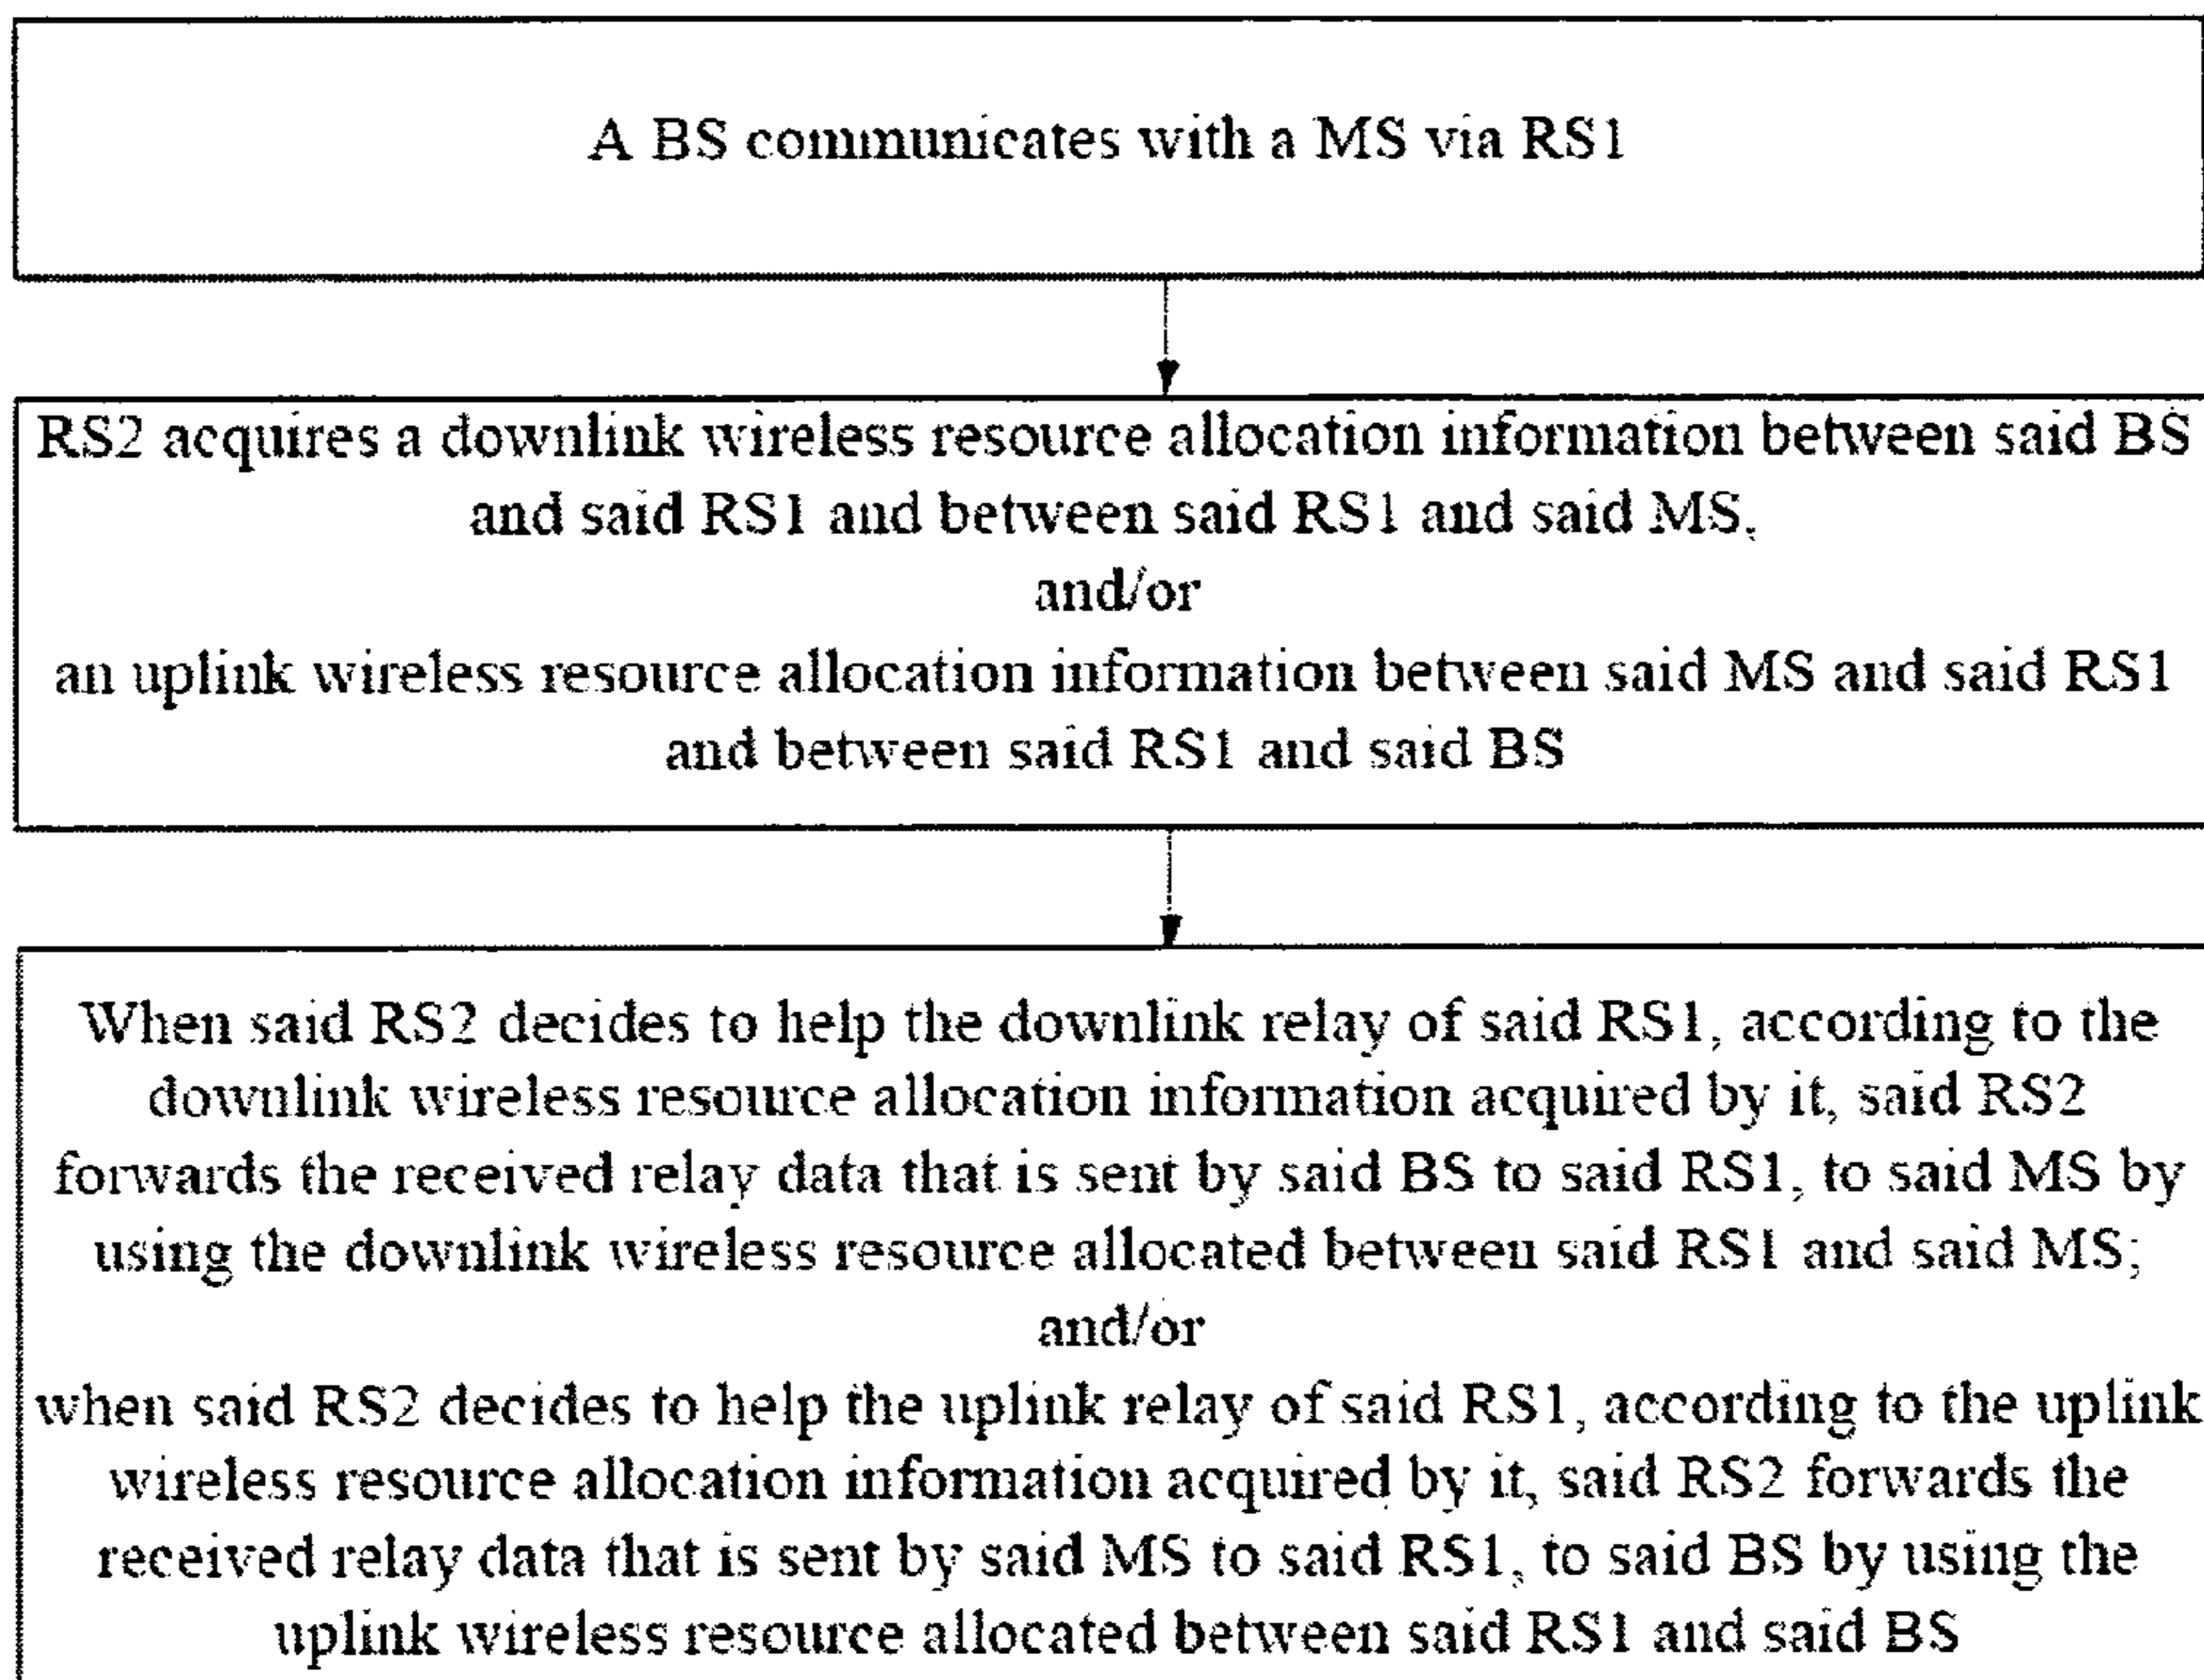 A BS communicates with a MS via RS1
RS2 acquires a downlink wireless resource allocation information between said BS
and said RS1 and between said RS1 and said MS,
and/or
an uplink wireless resource allocation information between said MS and said RS1
and between said RS1 and said BS
When said RS2 decides to help the downlink relay of said RS1, according to the
downlink wireless resource allocation information acquired by it, said RS2
forwards the received relay data that is sent by said BS to said RS1, to said MS by
using the downlink wireless resource allocated between said RS1 and said MS;
and/or
when said RS2 decides to help the uplink relay of said RS1, according to the uplink
wireless resource allocation information acquired by it, said RS2 forwards the
received relay data that is sent by said MS to said RS1, to said BS by using the
uplink wireless resource allocated between said RS1 and said BS